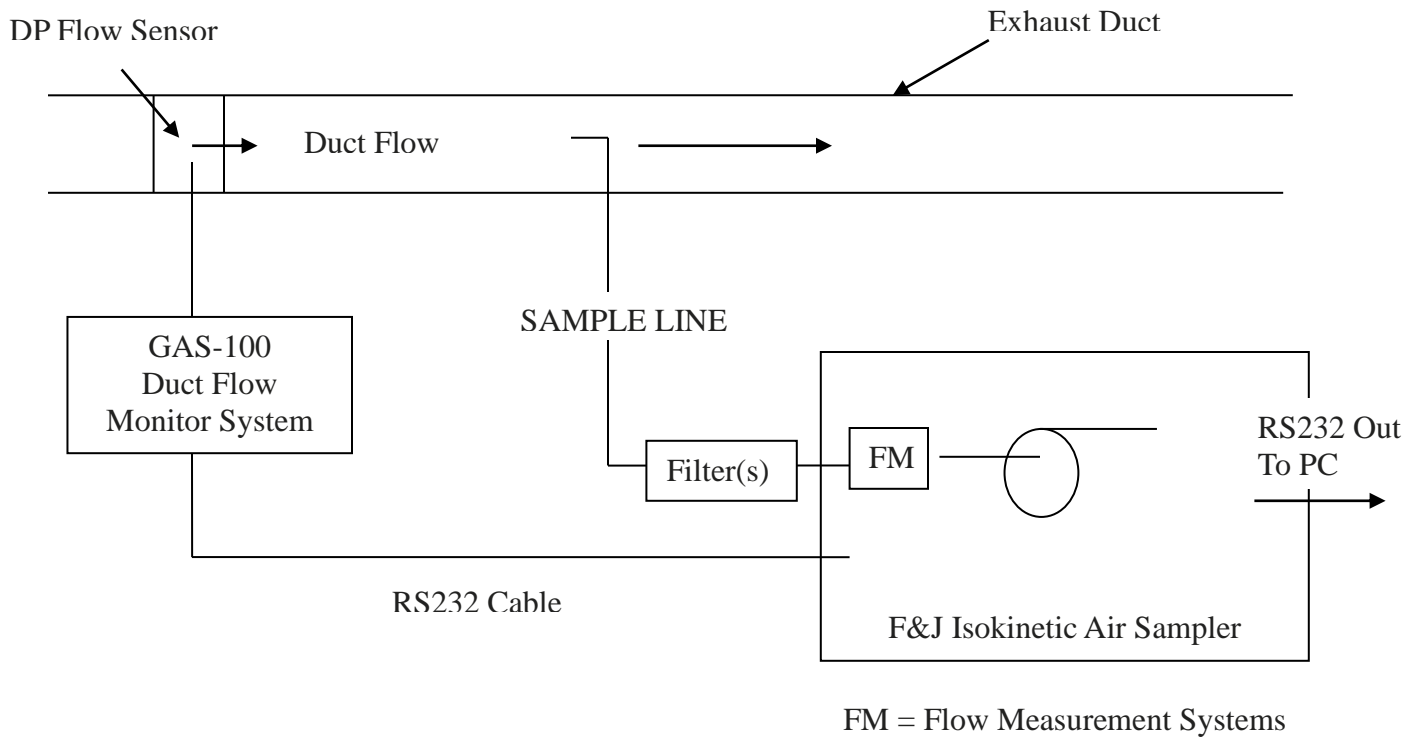 DP Flow Sensor
Exhaust Duct
Duct Flow
SAMPLE LINE
GAS-100
Duct Flow
Monitor System
Filter(s)
FM
RS232 Out
To PC
RS232 Cable
F&J Isokinetic Air Sampler
FM = Flow Measurement Systems